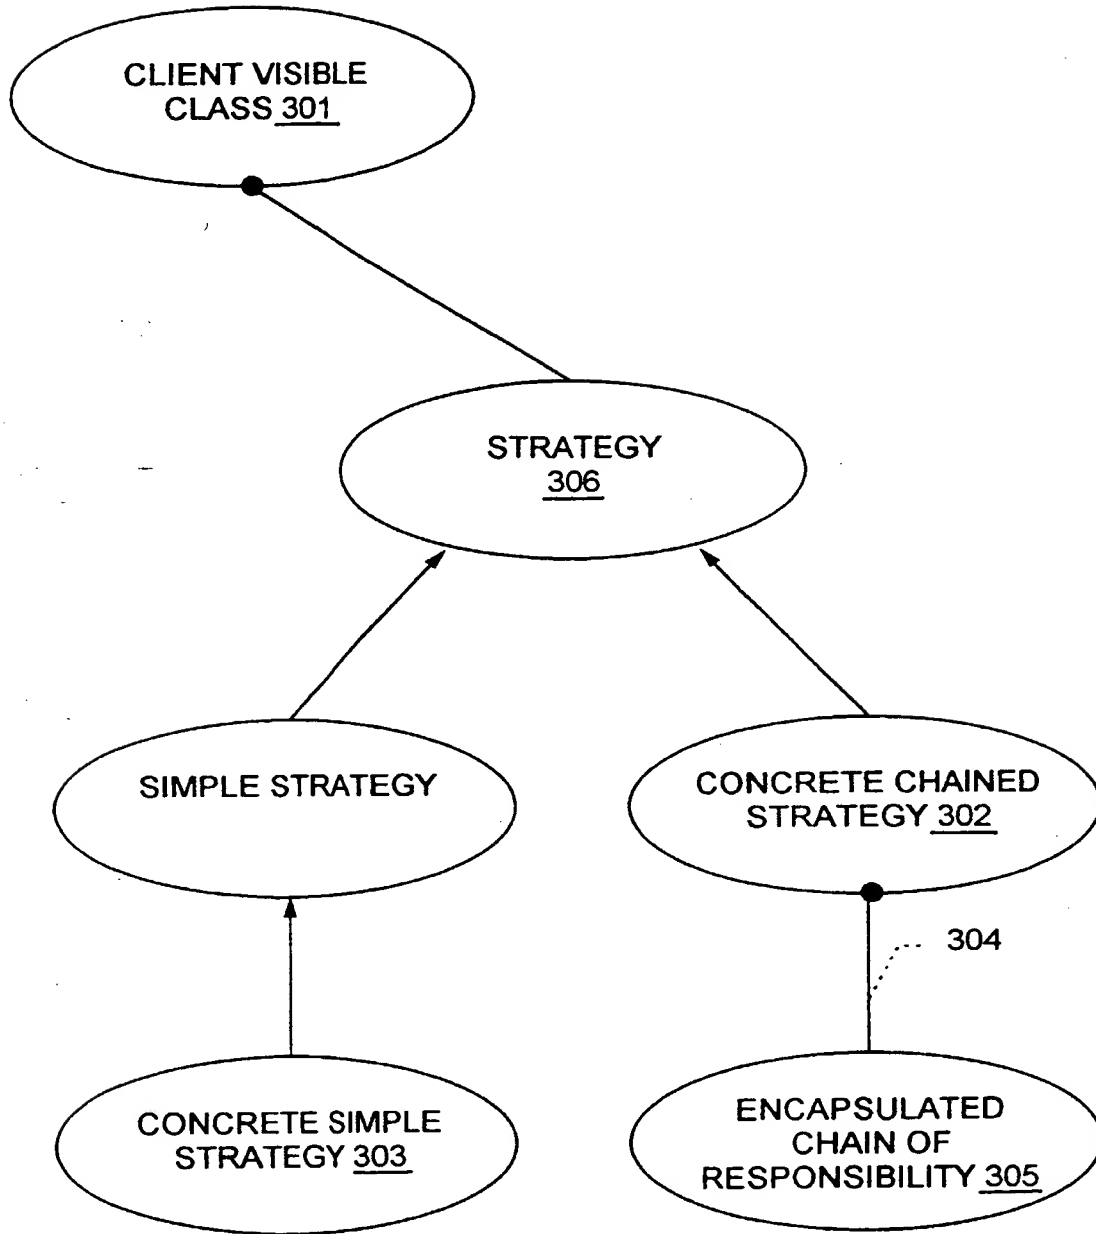 CLIENT VISIBLE
CLASS 301
STRATEGY
306
SIMPLE STRATEGY
CONCRETE CHAINED
STRATEGY 302
304
CONCRETE SIMPLE
STRATEGY 303
ENCAPSULATED
CHAIN OF
RESPONSIBILITY 305